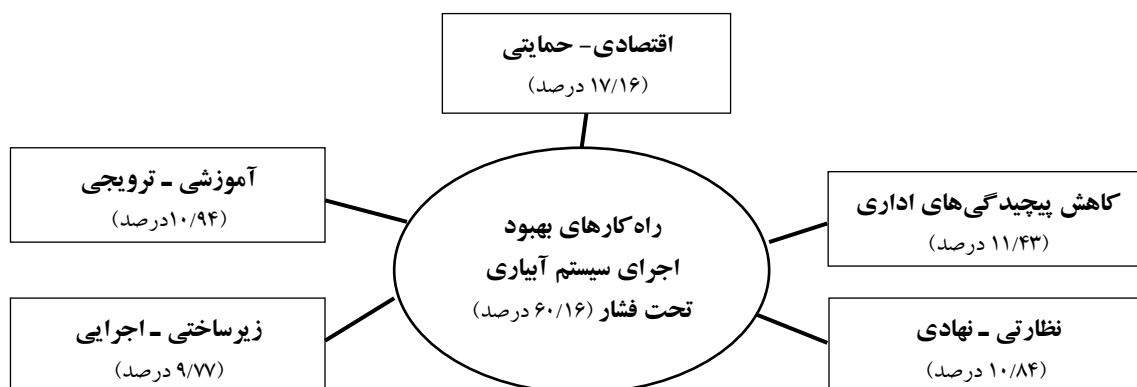 اقتصادی- حمایتی
(۱۷/۱۶ درصد)
کاهش پیچیدگی‌های اداری
(۱۱/۴۳ درصد)
نظارتی ـ نهادی
(۱۰/۸۴ درصد)
راه‌کارهای بهبود
اجرای سیستم آبیاری
تحت فشار (۶۰/۱۶ درصد)
آموزشی ـ ترویجی
(۱۰/۹۴درصد)
زیرساختی ـ اجرایی
(۹/۷۷ درصد)